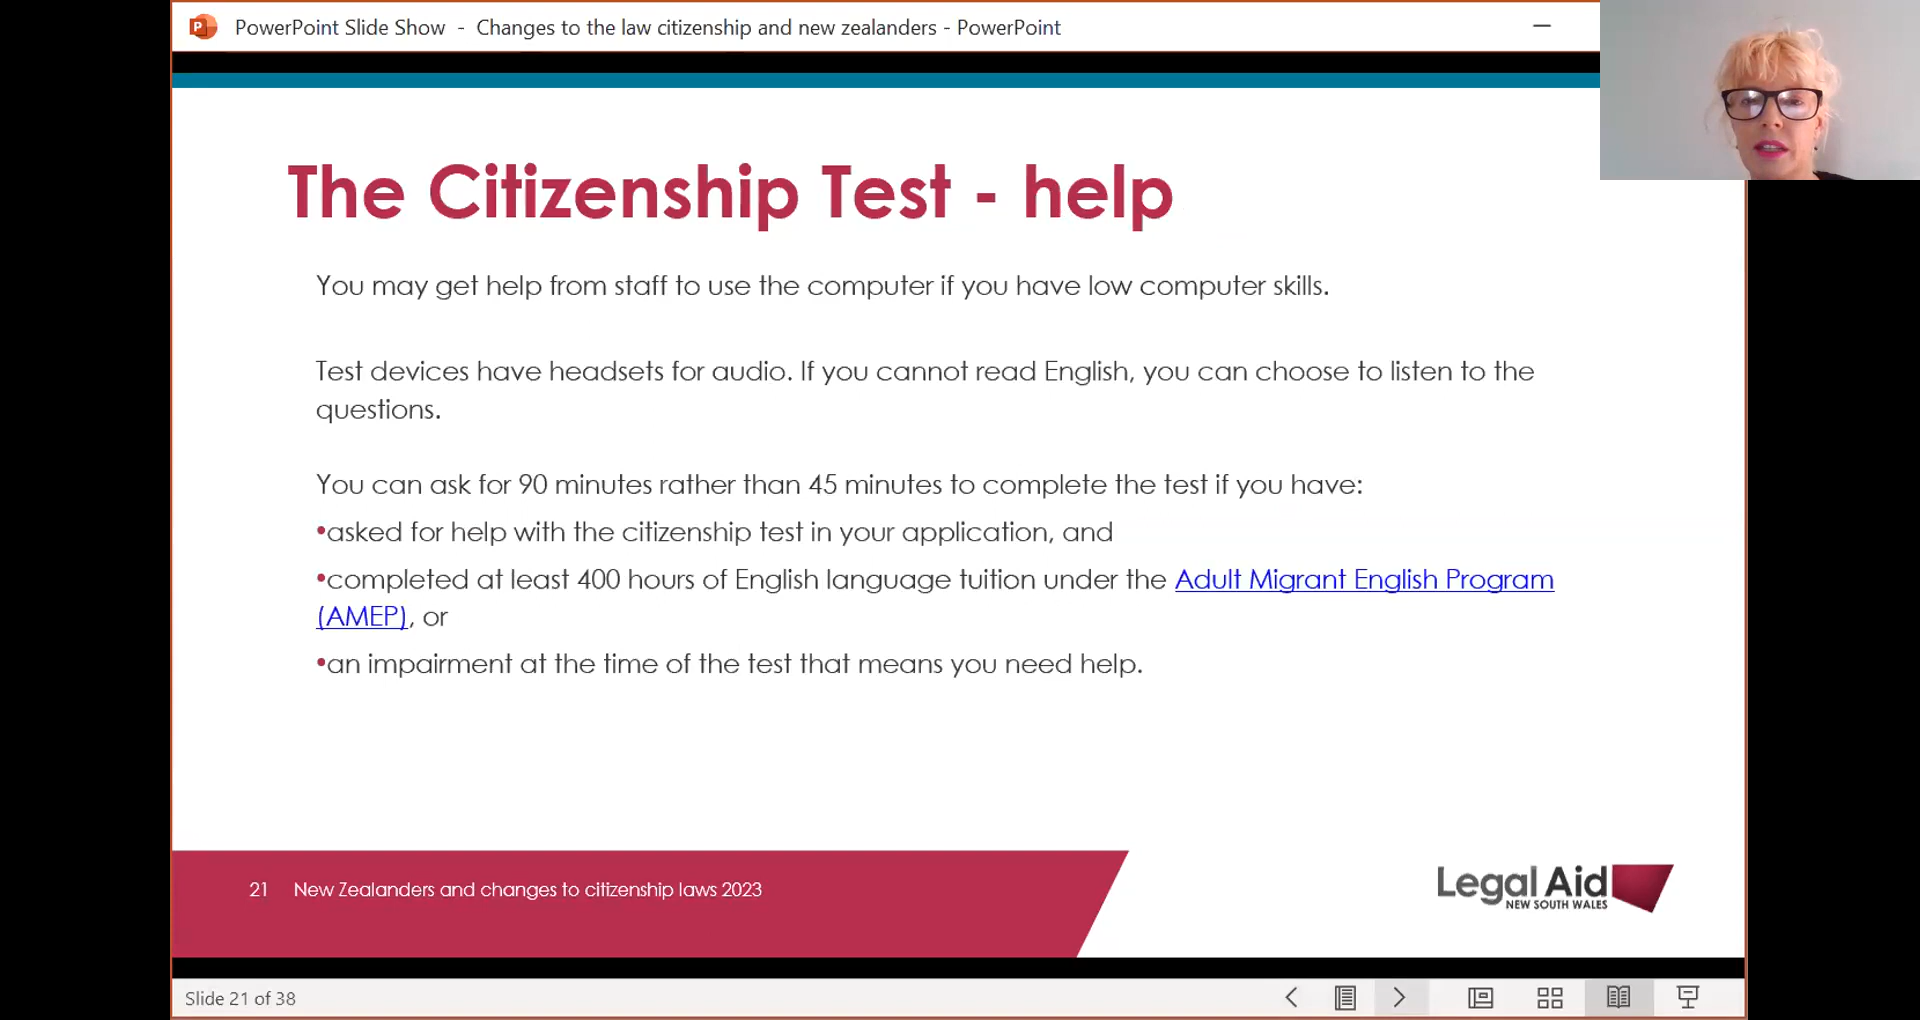 PowerPoint Slide Show - Changes to the law citizenship and new zealanders - PowerPoint
The Citizenship Test - help
You may get help from staff to use the computer if you have low computer skills.
Test devices have headsets for audio. If you cannot read English, you can choose to listen to the
questions.
You can ask for 90 minutes rather than 45 minutes to complete the test if you have:
•asked for help with the citizenship test in your application, and
•completed at least 400 hours of English language tuition under the Adult Migrant English Program
(AMEP), or
•an impairment at the time of the test that means you need help.
21 New Zealanders and changes to citizenship laws 2023
Legal Aid
NEW SOUTH WALES
Slide 21 of 38